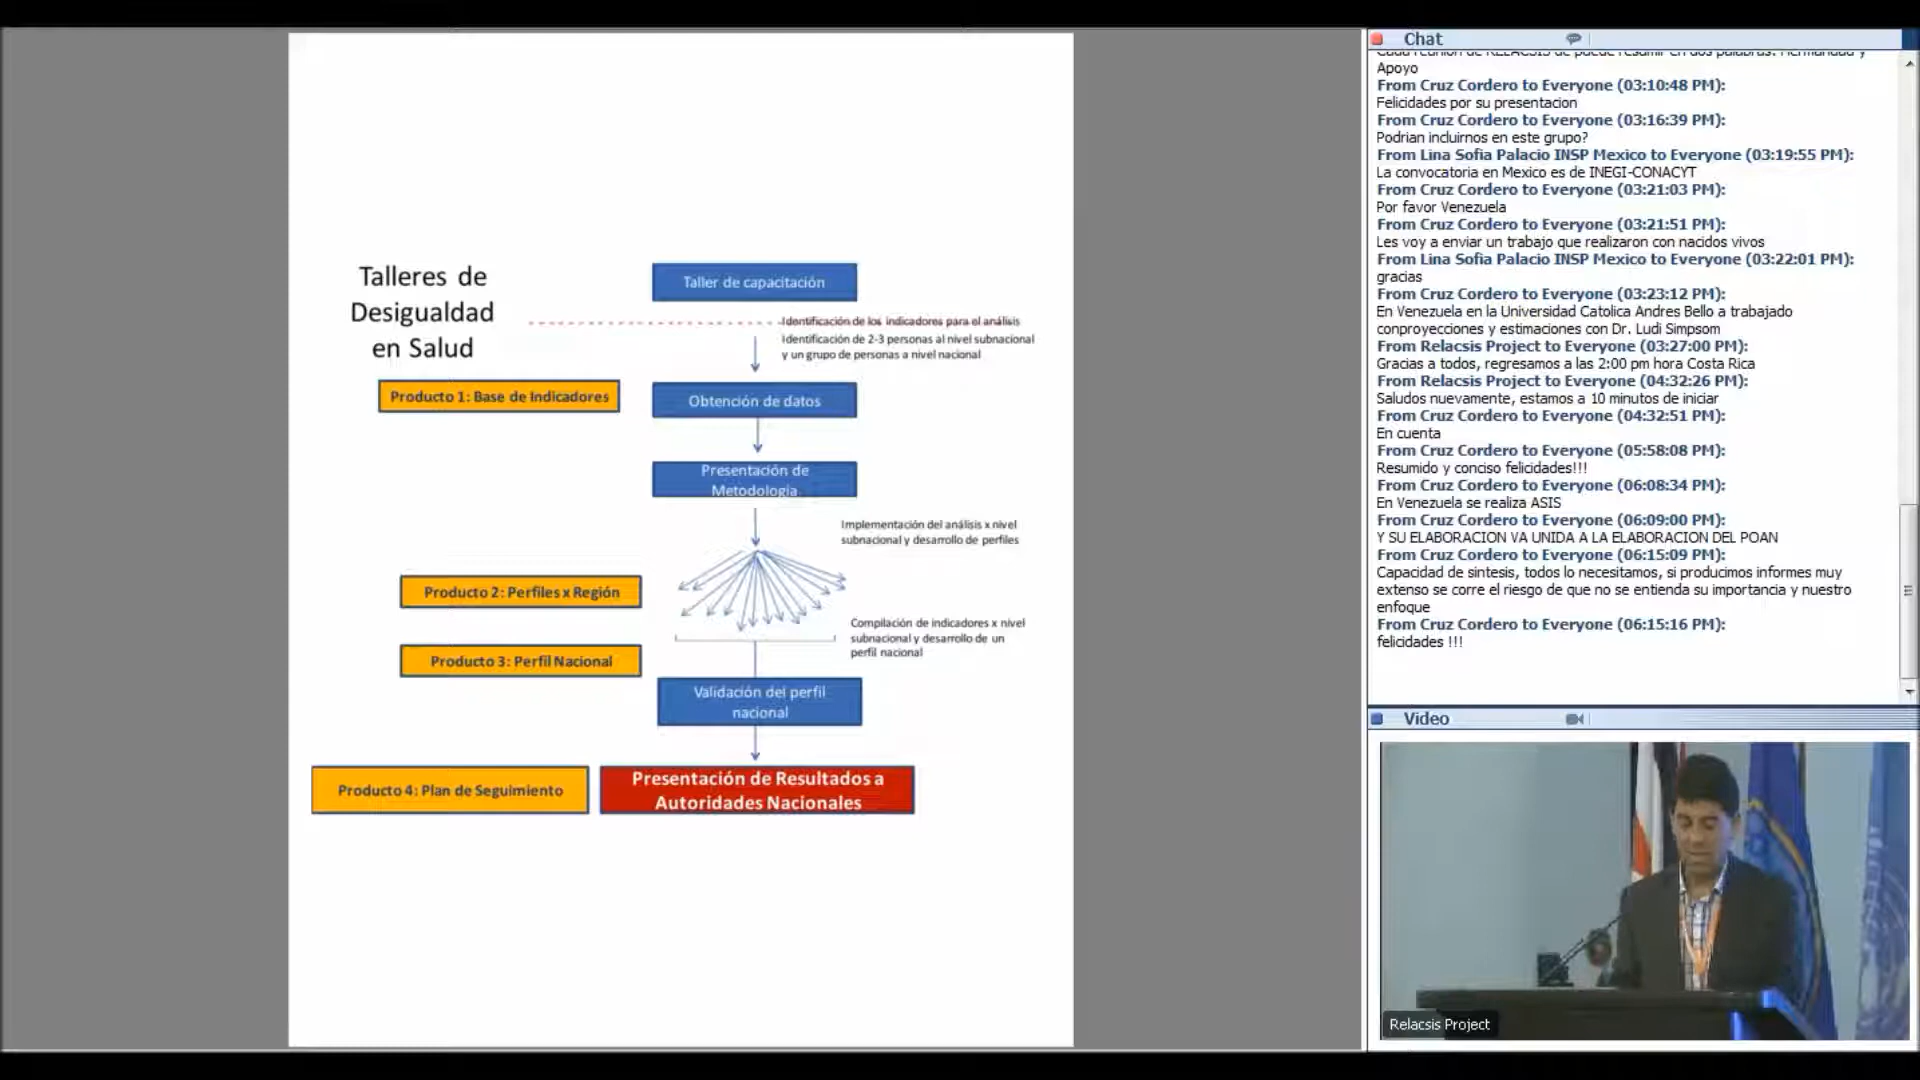 Talleres de
Desigualdad
en Salud
Taller de capacitación
Identificación de los indicadores para el análisis
Identificación de 2-3 personas al nivel subnacional
y un grupo de personas a nivel nacional
Producto 1: Base de Indicadores
Obtención de datos
Presentación de
Metodología
Implementación del análisis x nivel
subnacional y desarrollo de perfiles
Producto 2: Perfiles x Región
Compilación de indicadores x nivel
subnacional y desarrollo de un
perfil nacional
Producto 3: Perfil Nacional
Validación del perfil
nacional
Producto 4: Plan de Seguimiento
Presentación de Resultados a
Autoridades Nacionales
Chat
Cada reunion de RELACSIS de puede resumir en dos palabras: Hermandad y
Apoyo
From Cruz Cordero to Everyone (03:10:48 PM):
Felicidades por su presentacion
From Cruz Cordero to Everyone (03:16:39 PM):
Podrian incluirnos en este grupo?
From Lina Sofia Palacio INSP Mexico to Everyone (03:19:55 PM):
La convocatoria en Mexico es de INEGI-CONACYT
From Cruz Cordero to Everyone (03:21:03 PM):
Por favor Venezuela
From Cruz Cordero to Everyone (03:21:51 PM):
Les voy a enviar un trabajo que realizaron con nacidos vivos
From Lina Sofia Palacio INSP Mexico to Everyone (03:22:01 PM):
gracias
From Cruz Cordero to Everyone (03:23:12 PM):
En Venezuela en la Universidad Catolica Andres Bello a trabajado
conproyecciones y estimaciones con Dr. Ludi Simpsom
From Relacsis Project to Everyone (03:27:00 PM):
Gracias a todos, regresamos a las 2:00 pm hora Costa Rica
From Relacsis Project to Everyone (04:32:26 PM):
Saludos nuevamente, estamos a 10 minutos de iniciar
From Cruz Cordero to Everyone (04:32:51 PM):
En cuenta
From Cruz Cordero to Everyone (05:58:08 PM):
Resumido y conciso felicidades!!!
From Cruz Cordero to Everyone (06:08:34 PM):
En Venezuela se realiza ASIS
From Cruz Cordero to Everyone (06:09:00 PM):
Y SU ELABORACION VA UNIDA A LA ELABORACION DEL POAN
From Cruz Cordero to Everyone (06:15:09 PM):
Capacidad de sintesis, todos lo necesitamos, si producimos informes muy
extenso se corre el riesgo de que no se entienda su importancia y nuestro
enfoque
From Cruz Cordero to Everyone (06:15:16 PM):
felicidades !!!
Video
Relacsis Project